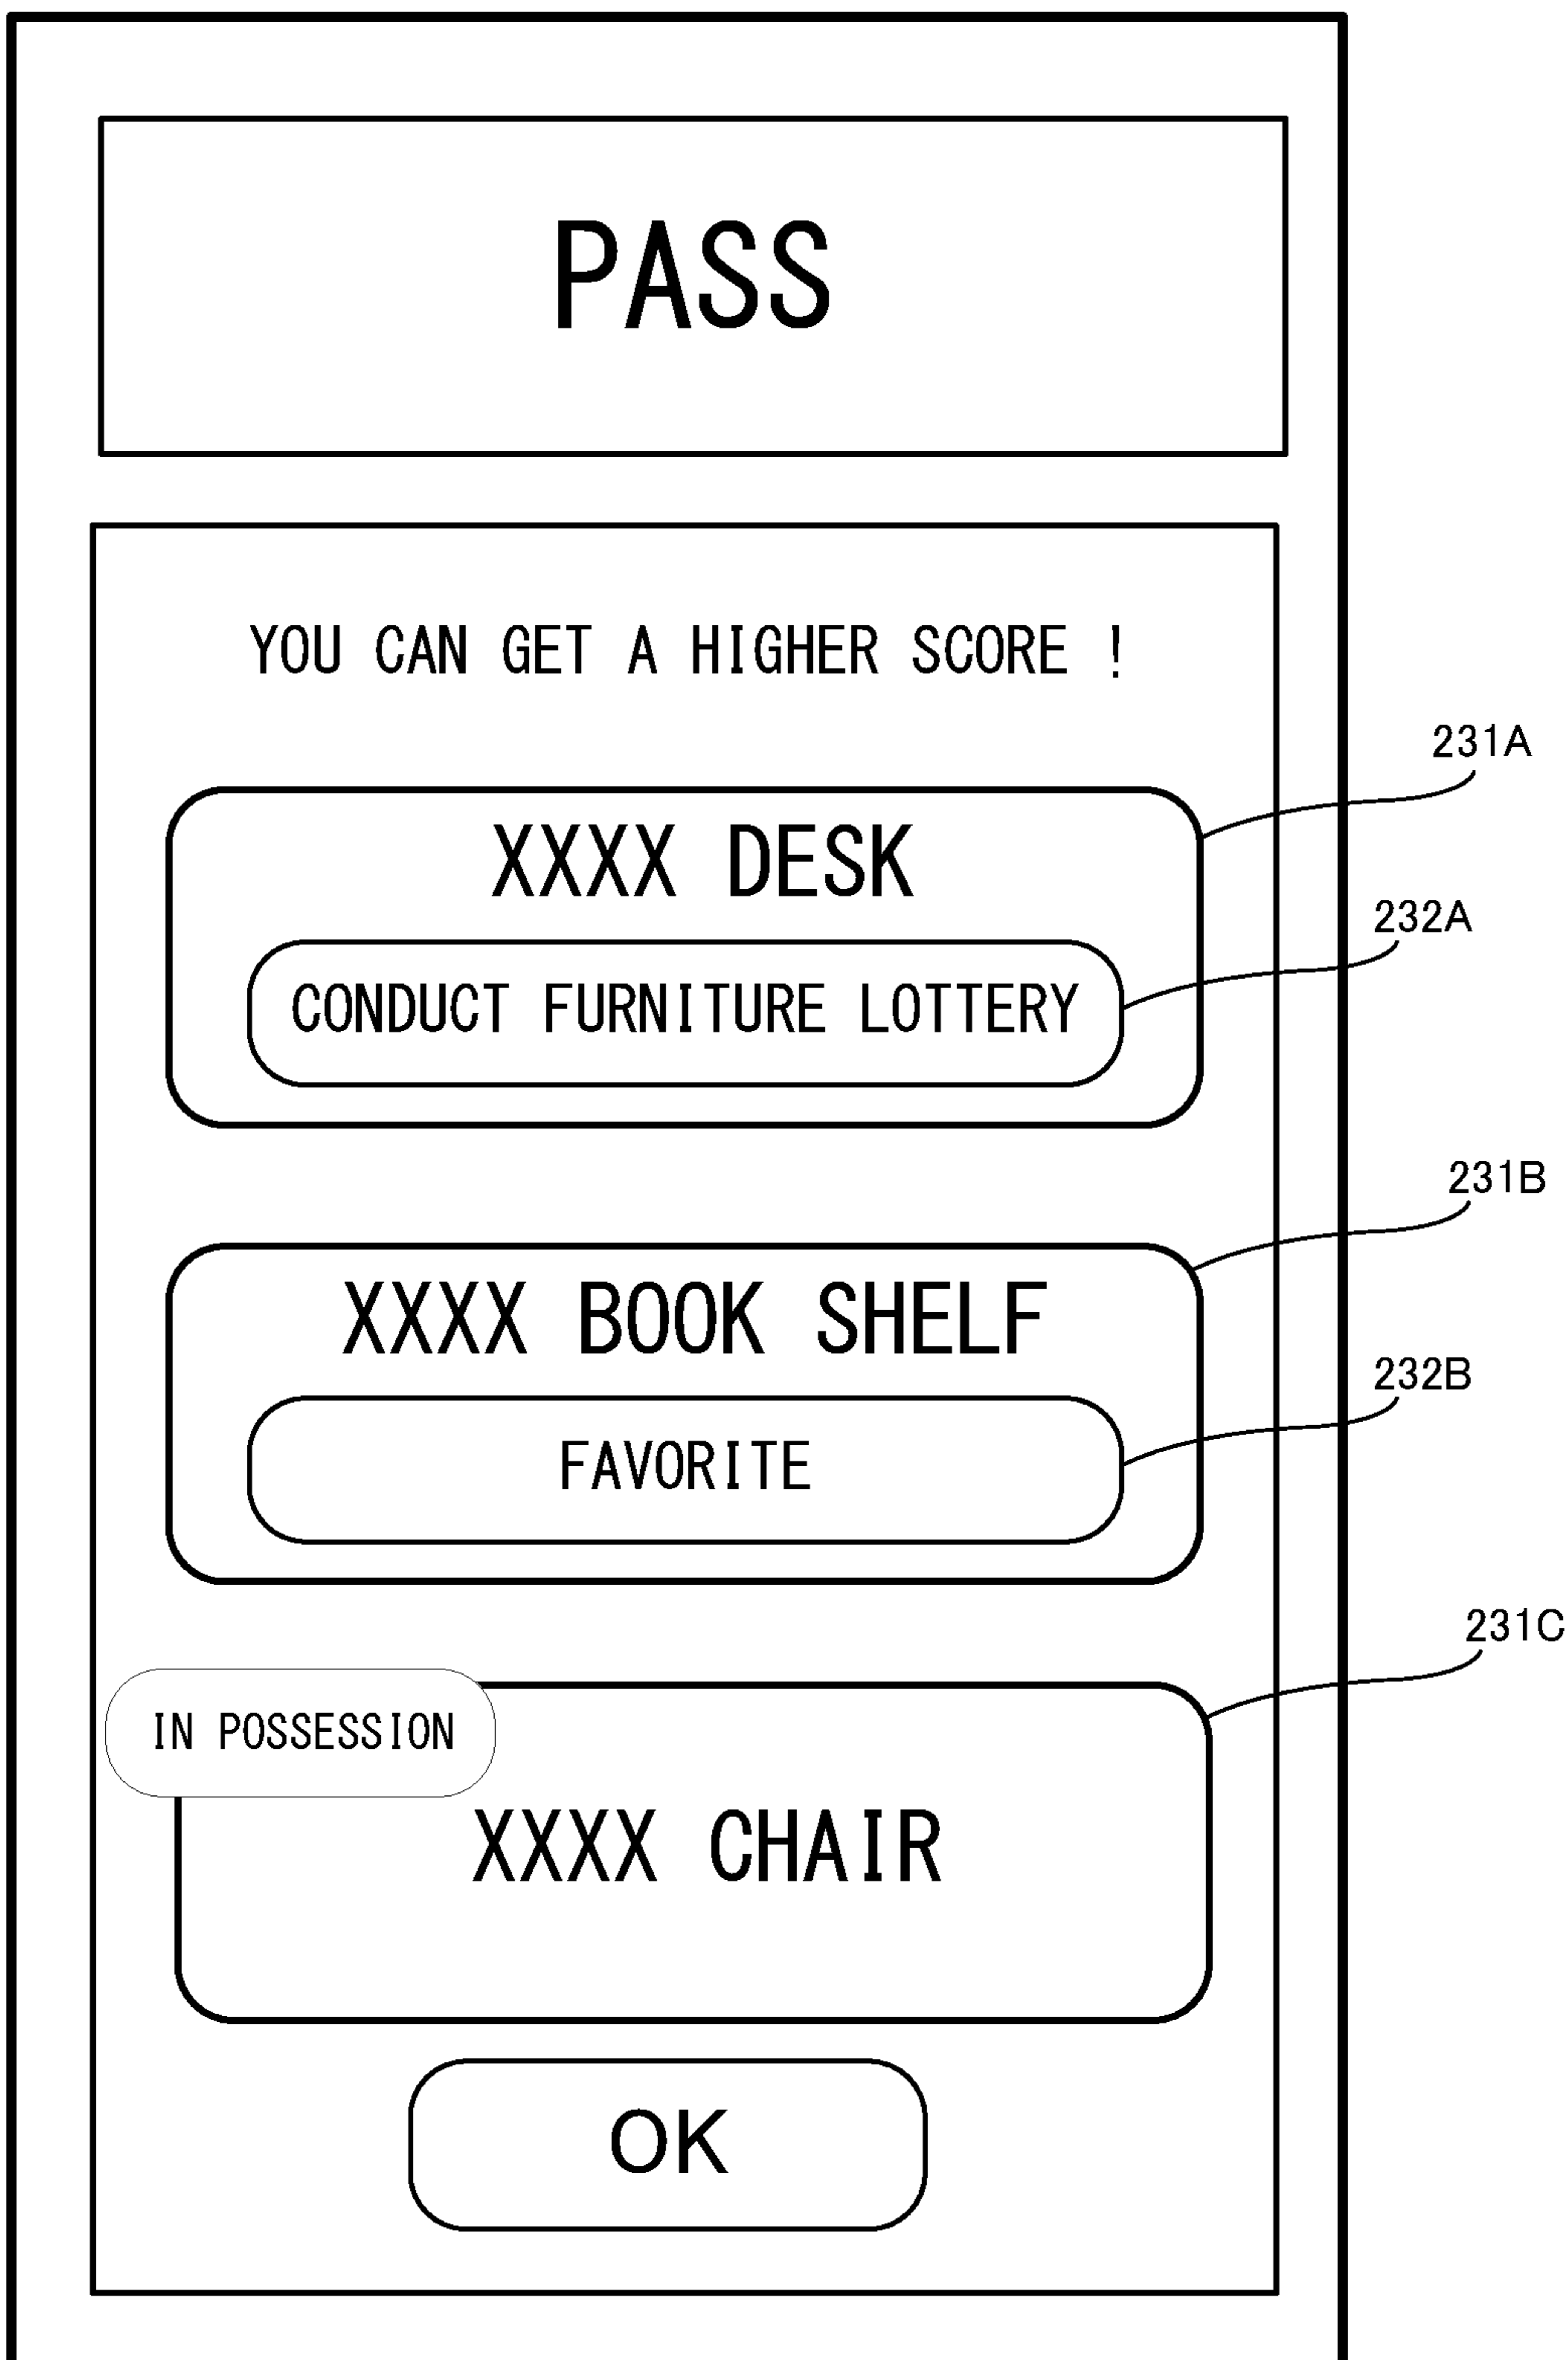 PASS
YOU CAN GET A HIGHER SCORE !
231A
XXXX DESK
232A
CONDUCT FURNITURE LOTTERY
231B
XXXX BOOK SHELF
232B
FAVORITE
231C
IN POSSESSION
XXXX CHAIR
OK